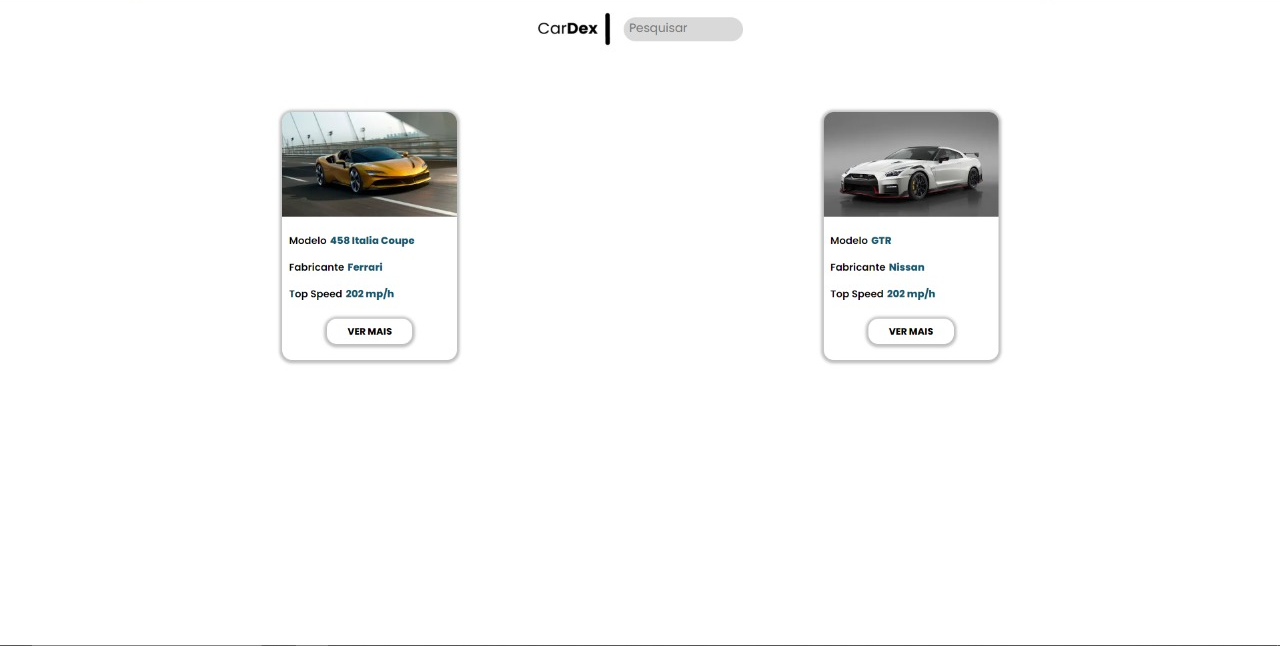 CarDex
Pesquisar
Modelo 458 Italia Coupe
Fabricante Ferrari
Top Speed 202 mp/h
VER MAIS
Modelo GTR
Fabricante Nissan
Top Speed 202 mp/h
VER MAIS